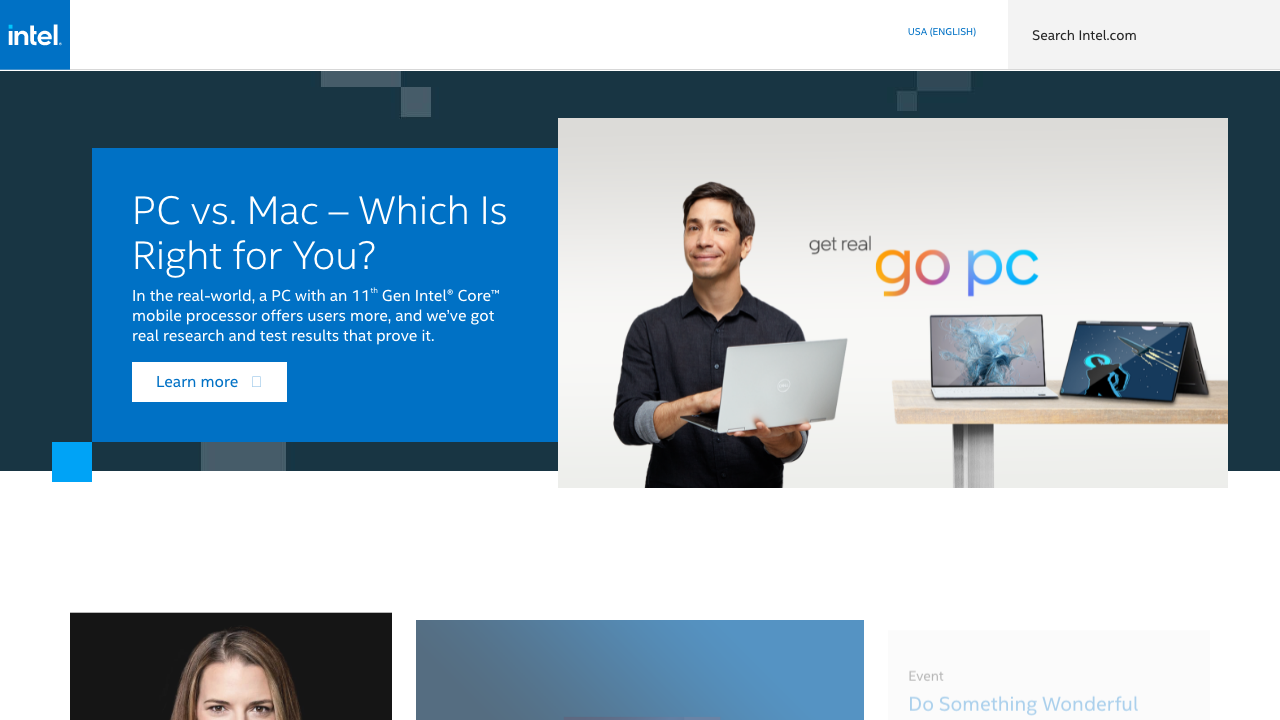 intel.
USA (ENGLISH)
Search Intel.com
PC vs. Mac – Which Is
Right for You?
In the real-world, a PC with an 11th Gen Intel® Core™
mobile processor offers users more, and we've got
real research and test results that prove it.
Learn more
get real
go pc
Event
Do Something Wonderful